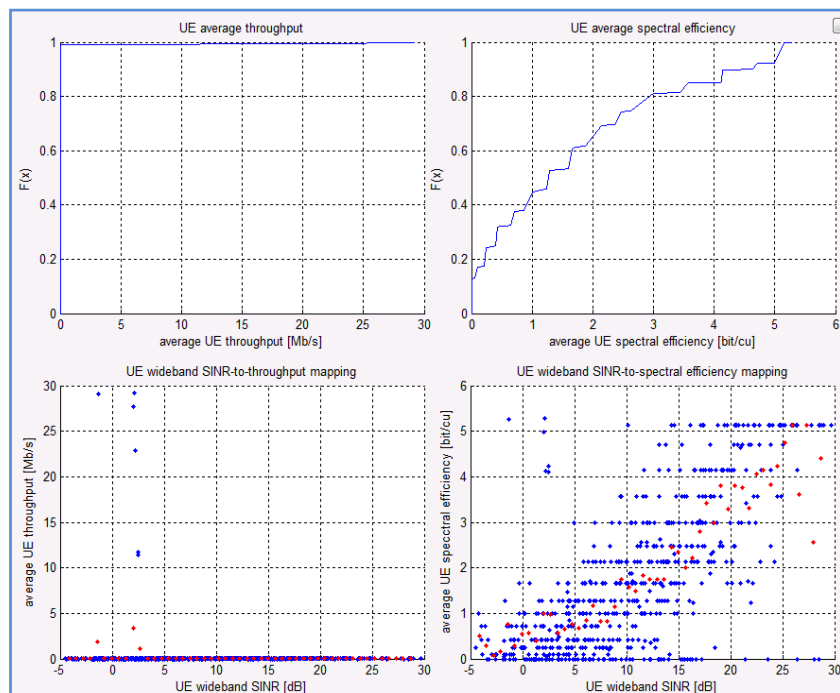 UE average throughput
1
0.8
0.6
0.4
0.2
0
F(x)
0 5 10 15 20 25 30
average UE throughput [Mb/s]
UE average spectral efficiency
1
0.8
0.6
0.4
0.2
0
F(x)
0 1 2 3 4 5 6
average UE spectral efficiency [bit/cu]
UE wideband SINR-to-throughput mapping
30
25
20
15
10
5
0
average UE throughput [Mb/s]
-5 0 5 10 15 20 25 30
UE wideband SINR [dB]
UE wideband SINR-to-spectral efficiency mapping
6
5
4
3
2
1
0
average UE specctral efficiency [bit/cu]
-5 0 5 10 15 20 25 30
UE wideband SINR [dB]